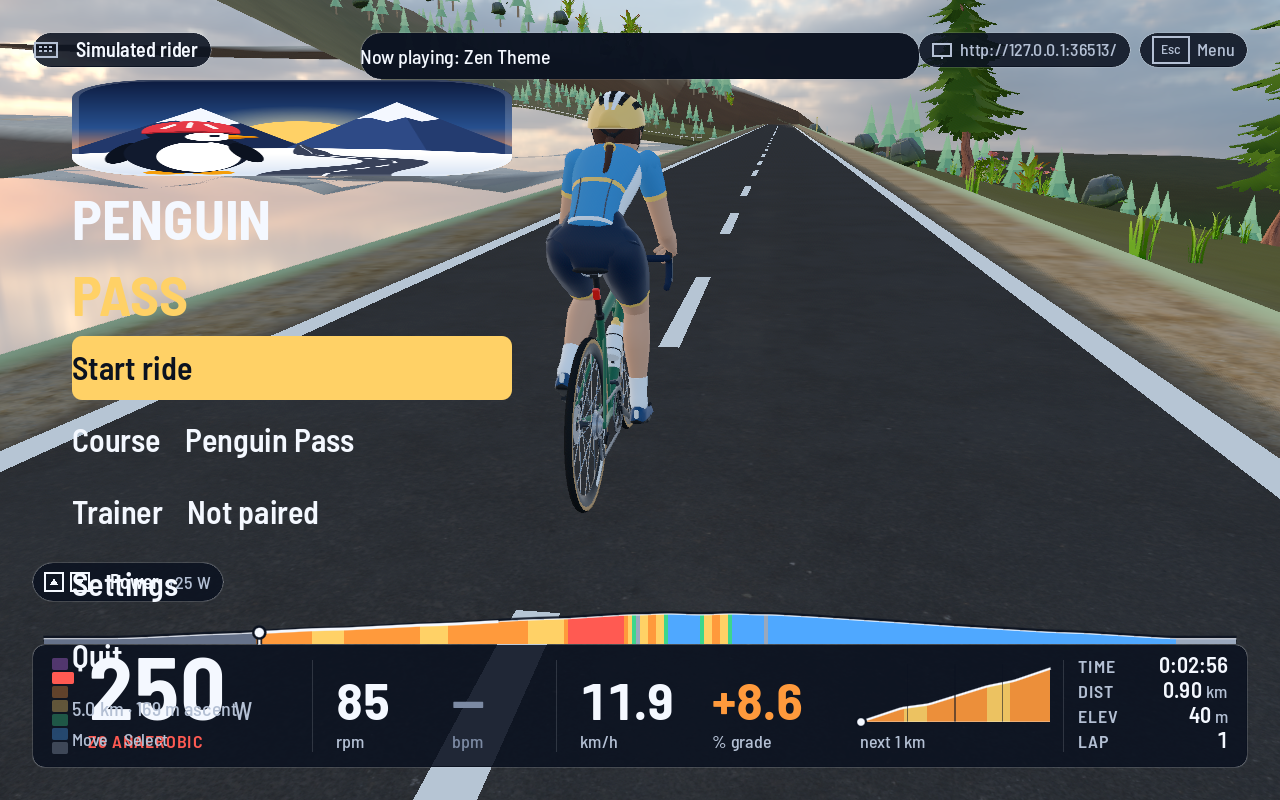 Simulated rider
Now playing: Zen Theme
http://127.0.0.1:36513/
Esc Menu
PENGUIN
PASS
Start ride
Course Penguin Pass
Trainer Not paired
Power 25 W
Settings
Quit
250 W
5.0 km · 159 m ascent
Z6 ANAEROBIC
Move Select
85
rpm
—
bpm
11.9
km/h
+8.6
% grade
next 1 km
TIME 0:02:56
DIST 0.90 km
ELEV 40 m
LAP 1